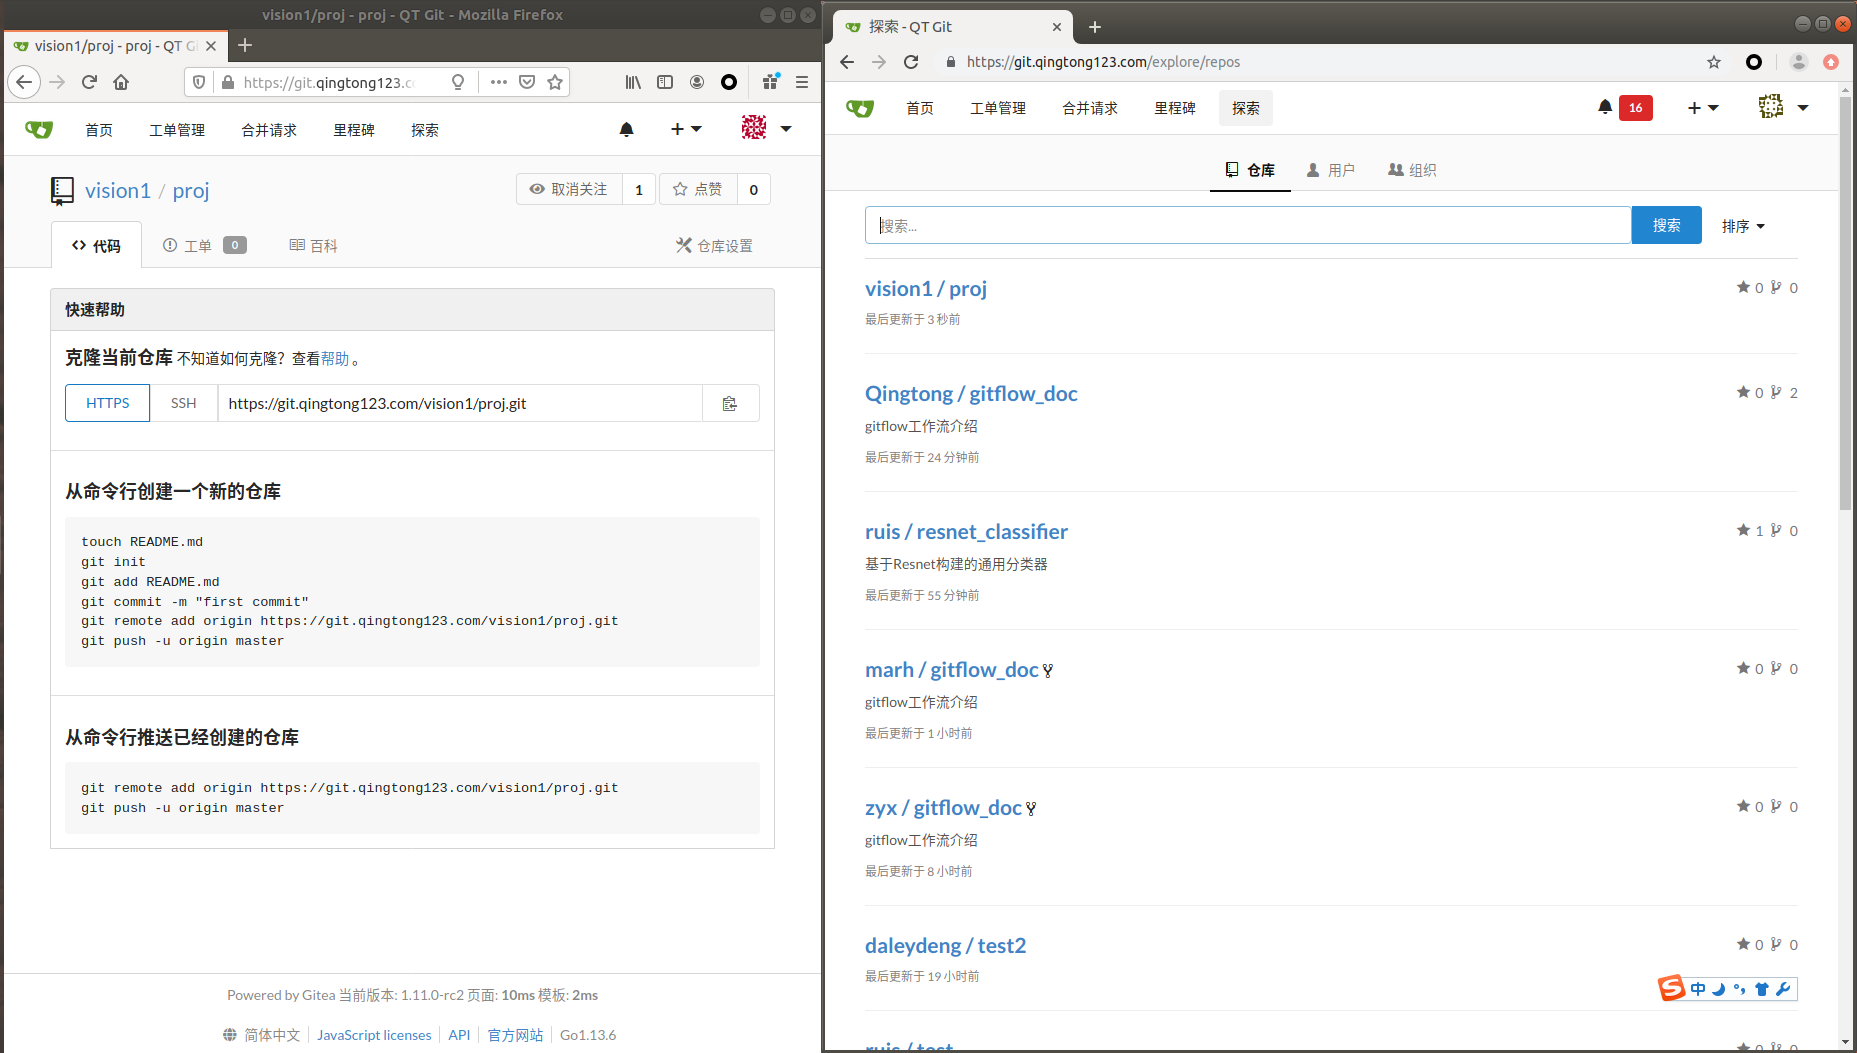 vision1/proj - proj - QT Git - Mozilla Firefox
vision1/proj - proj - QT Gi
https://git.qingtong123.c
首页 工单管理 合并请求 里程碑 探索
vision1 / proj
取消关注 1 点赞 0
代码 工单 0 百科 仓库设置
快速帮助
克隆当前仓库 不知道如何克隆？查看帮助 。
HTTPS SSH https://git.qingtong123.com/vision1/proj.git
从命令行创建一个新的仓库
touch README.md
git init
git add README.md
git commit -m "first commit"
git remote add origin https://git.qingtong123.com/vision1/proj.git
git push -u origin master
从命令行推送已经创建的仓库
git remote add origin https://git.qingtong123.com/vision1/proj.git
git push -u origin master
Powered by Gitea 当前版本: 1.11.0-rc2 页面: 10ms 模板: 2ms
简体中文 JavaScript licenses API 官方网站 Go1.13.6
探索 - QT Git
https://git.qingtong123.com/explore/repos
首页 工单管理 合并请求 里程碑 探索 16
仓库 用户 组织
搜索... 搜索 排序
vision1 / proj 0 0
最后更新于 3 秒前
Qingtong / gitflow_doc 0 2
gitflow工作流介绍
最后更新于 24 分钟前
ruis / resnet_classifier 1 0
基于Resnet构建的通用分类器
最后更新于 55 分钟前
marh / gitflow_doc 0 0
gitflow工作流介绍
最后更新于 1 小时前
zyx / gitflow_doc 0 0
gitflow工作流介绍
最后更新于 8 小时前
daleydeng / test2 0 0
最后更新于 19 小时前
S 中
ruis / test 0 0